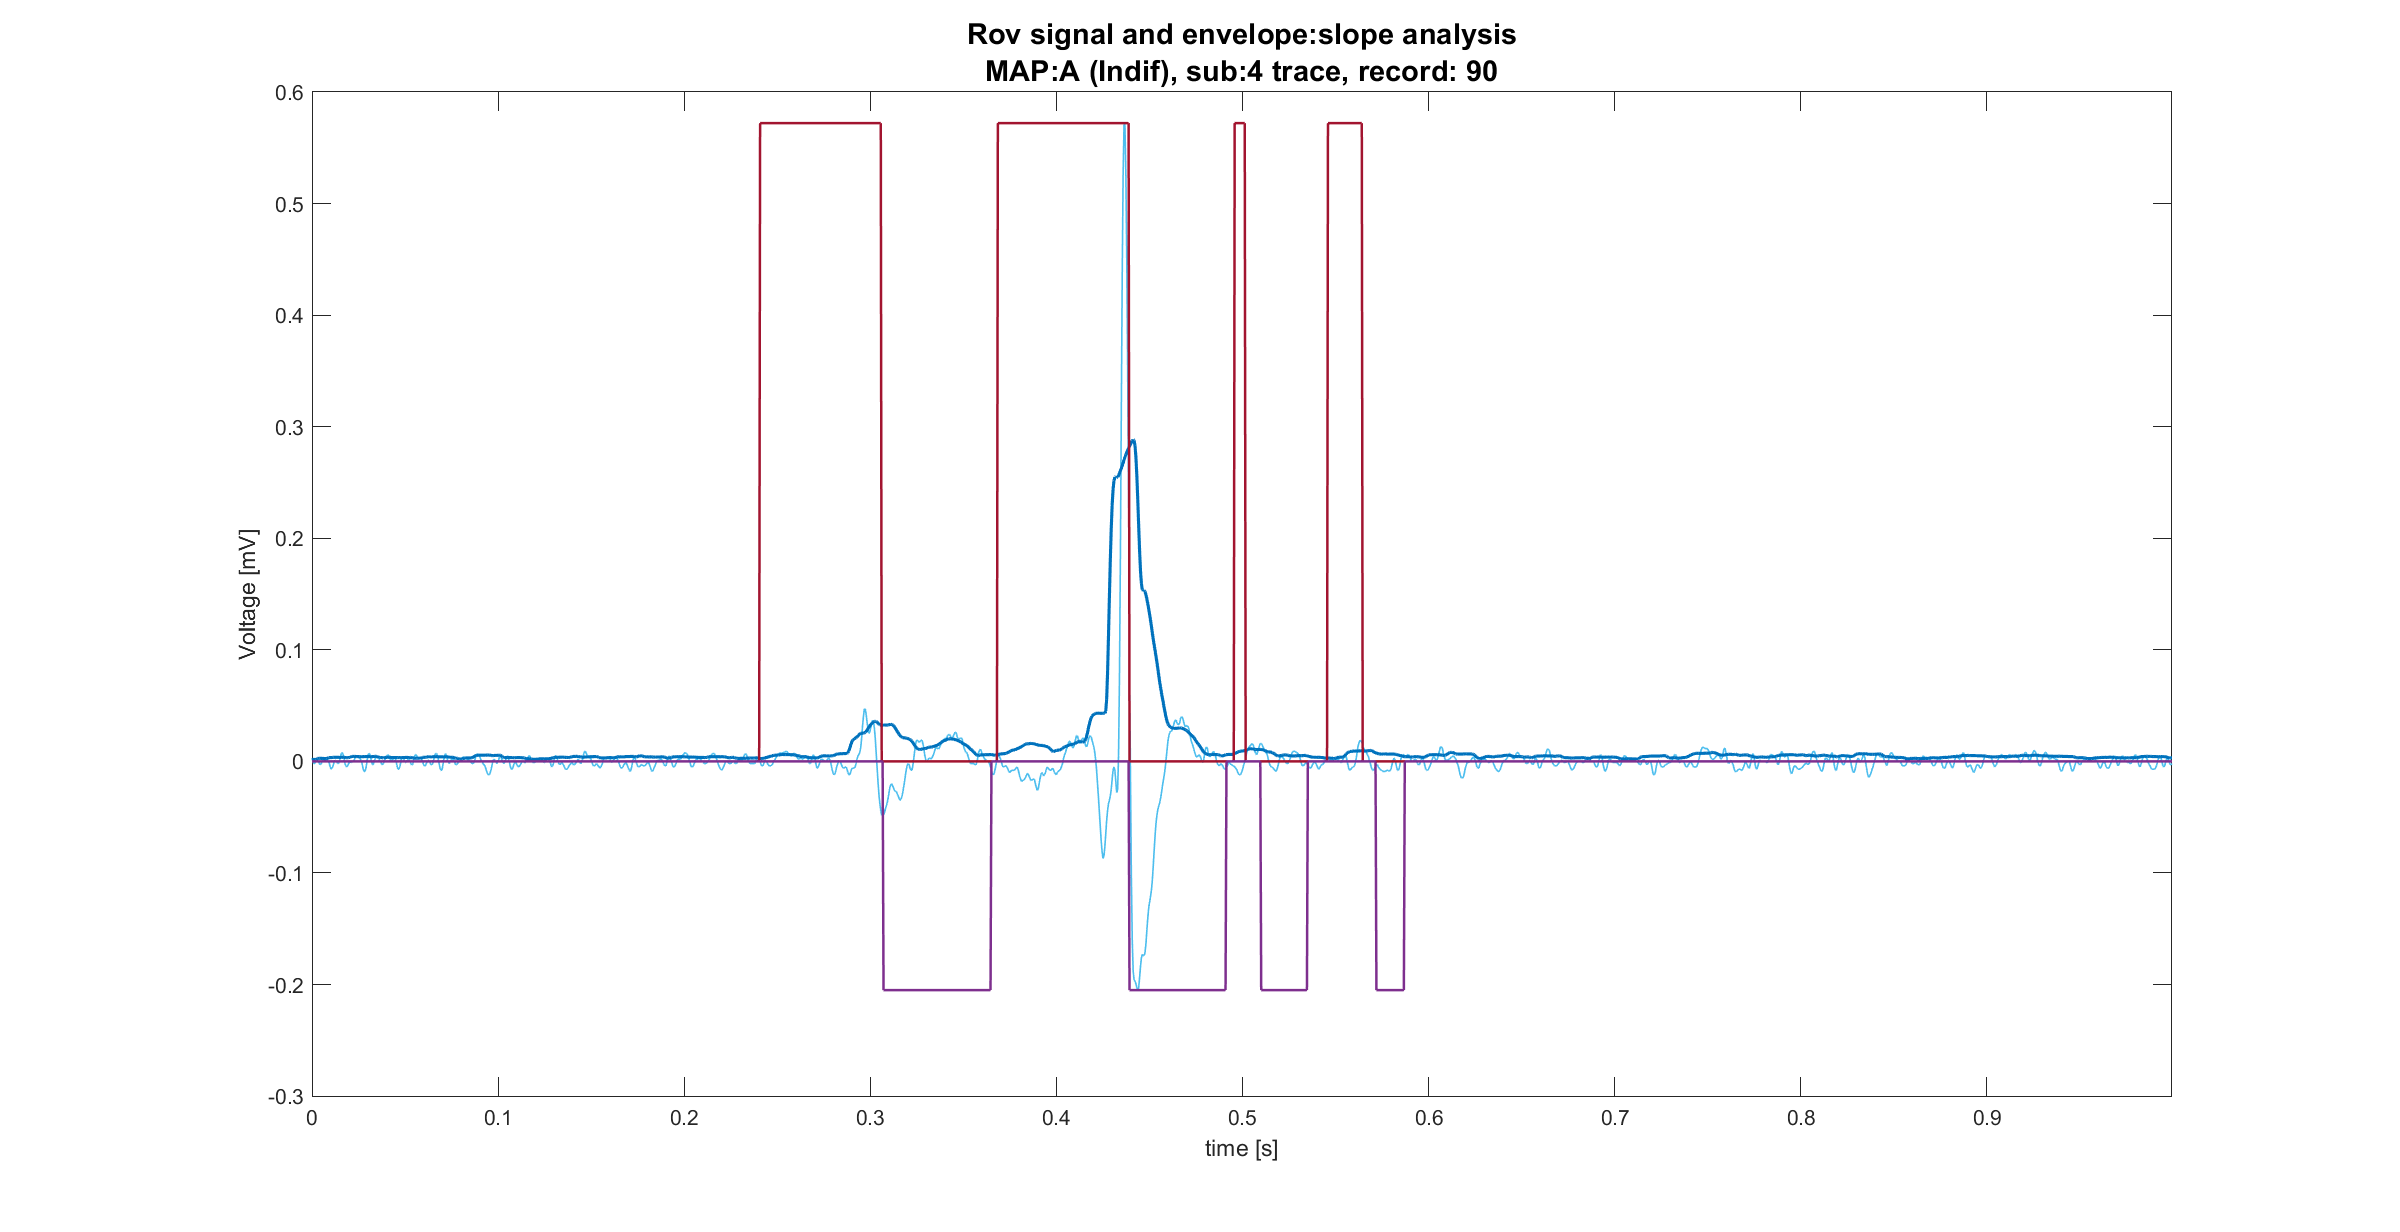 Rov signal and envelope:slope analysis
MAP:A (Indif), sub:4 trace, record: 90
0.6
0.5
0.4
0.3
0.2
0.1
0
-0.1
-0.2
-0.3
Voltage [mV]
0 0.1 0.2 0.3 0.4 0.5 0.6 0.7 0.8 0.9
time [s]